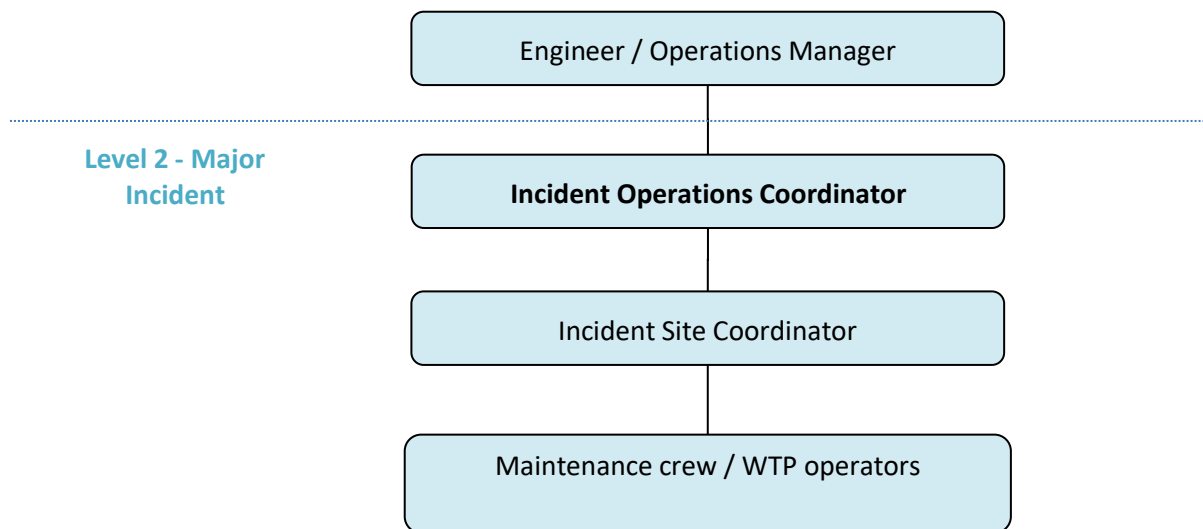 Engineer / Operations Manager
Level 2 - Major
Incident
Incident Operations Coordinator
Incident Site Coordinator
Maintenance crew / WTP operators